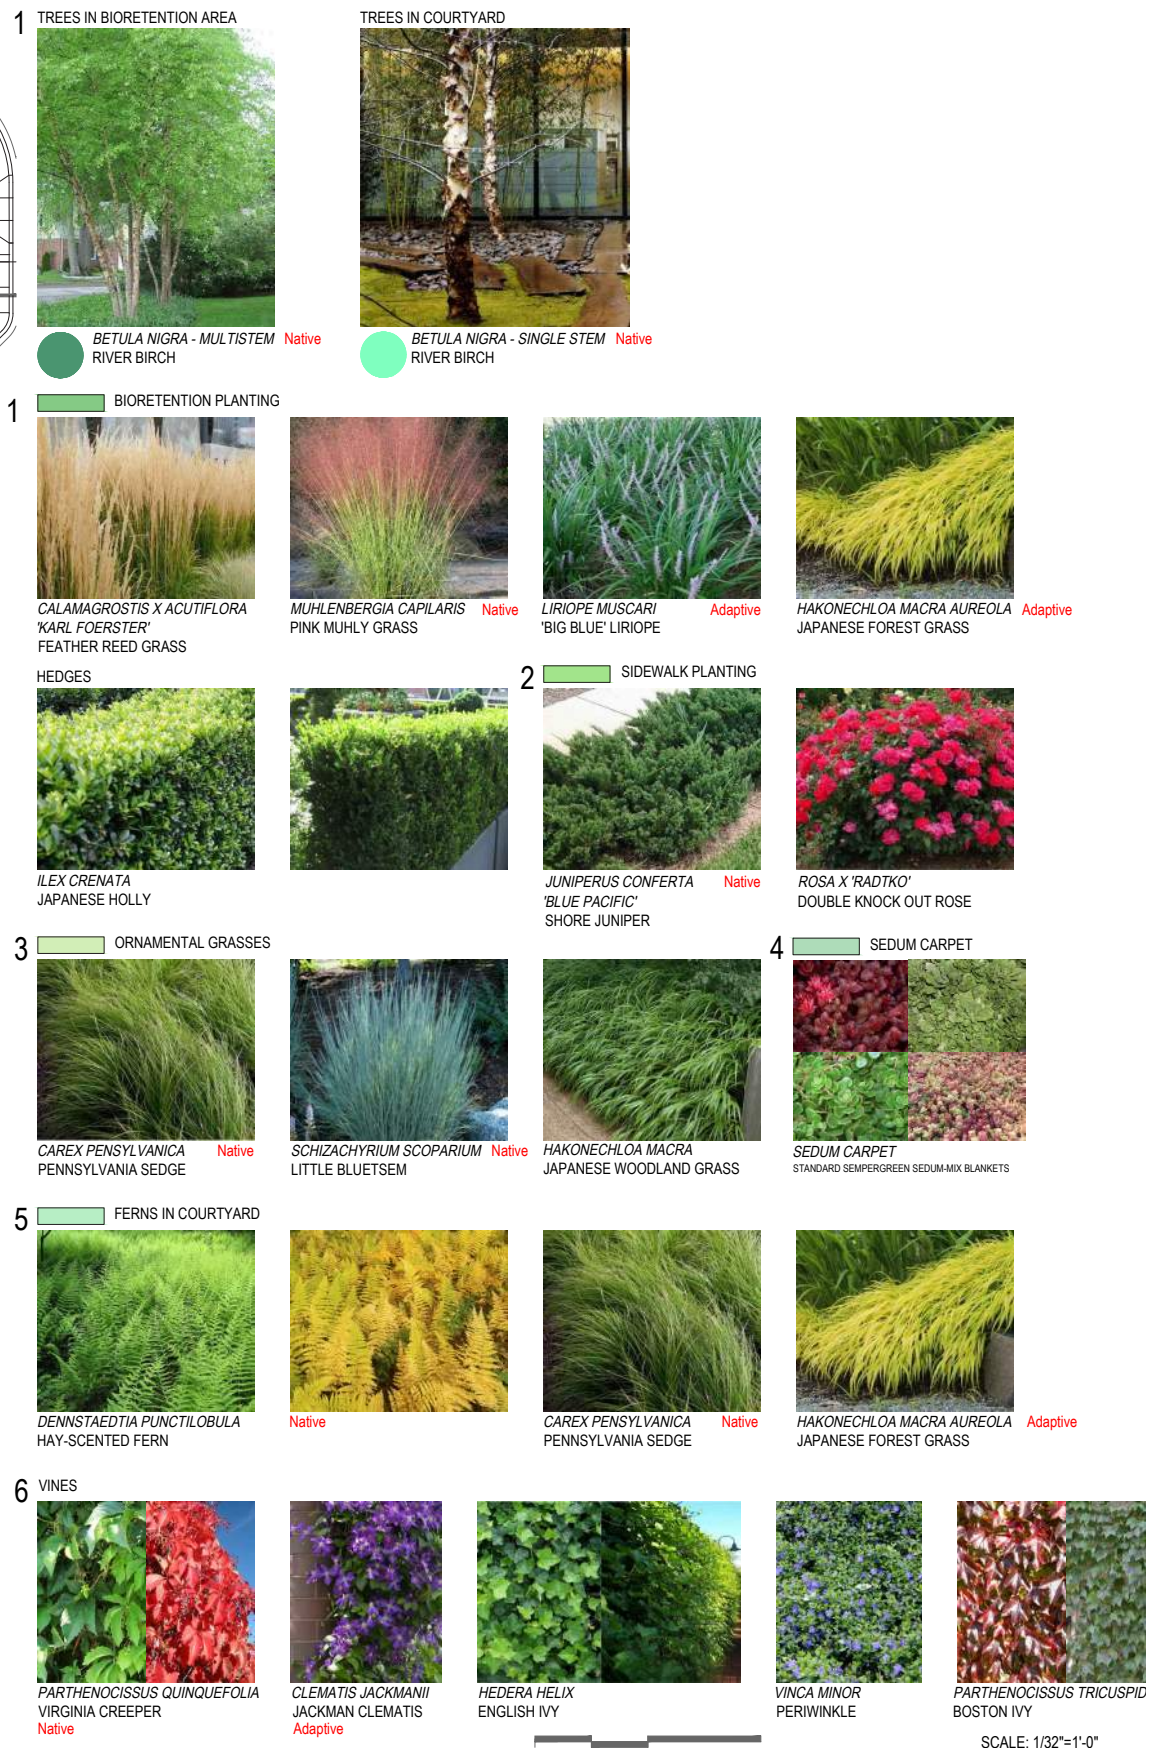 1 TREES IN BIORETENTION AREA
TREES IN COURTYARD
BETULA NIGRA - MULTISTEM Native
RIVER BIRCH
BETULA NIGRA - SINGLE STEM Native
RIVER BIRCH
1 BIORETENTION PLANTING
CALAMAGROSTIS X ACUTIFLORA
'KARL FOERSTER'
FEATHER REED GRASS
MUHLENBERGIA CAPILARIS Native
PINK MUHLY GRASS
LIRIOPE MUSCARI Adaptive
'BIG BLUE' LIRIOPE
HAKONECHLOA MACRA AUREOLA Adaptive
JAPANESE FOREST GRASS
HEDGES
ILEX CRENATA
JAPANESE HOLLY
2 SIDEWALK PLANTING
JUNIPERUS CONFERTA Native
'BLUE PACIFIC'
SHORE JUNIPER
ROSA X 'RADTKO'
DOUBLE KNOCK OUT ROSE
3 ORNAMENTAL GRASSES
CAREX PENSYLVANICA Native
PENNSYLVANIA SEDGE
SCHIZACHYRIUM SCOPARIUM Native
LITTLE BLUETSEM
HAKONECHLOA MACRA
JAPANESE WOODLAND GRASS
4 SEDUM CARPET
SEDUM CARPET
STANDARD SEMPERGREEN SEDUM-MIX BLANKETS
5 FERNS IN COURTYARD
DENNSTAEDTIA PUNCTILOBULA
HAY-SCENTED FERN
Native
CAREX PENSYLVANICA Native
PENNSYLVANIA SEDGE
HAKONECHLOA MACRA AUREOLA Adaptive
JAPANESE FOREST GRASS
6 VINES
PARTHENOCISSUS QUINQUEFOLIA
VIRGINIA CREEPER
Native
CLEMATIS JACKMANII
JACKMAN CLEMATIS
Adaptive
HEDERA HELIX
ENGLISH IVY
VINCA MINOR
PERIWINKLE
PARTHENOCISSUS TRICUSPID
BOSTON IVY
SCALE: 1/32"=1'-0"